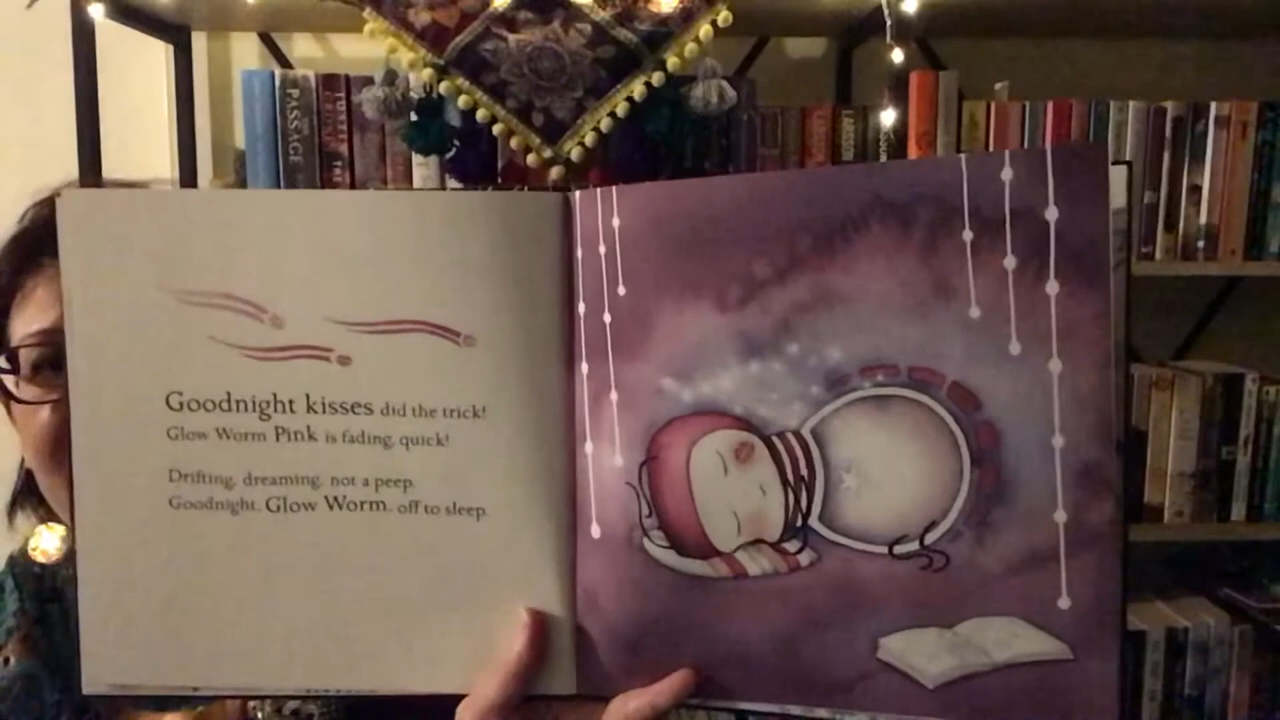 PASSAGE
LARSSON
Goodnight kisses did the trick!
Glow Worm Pink is fading, quick!
Drifting, dreaming, not a peep.
Goodnight, Glow Worm, off to sleep.